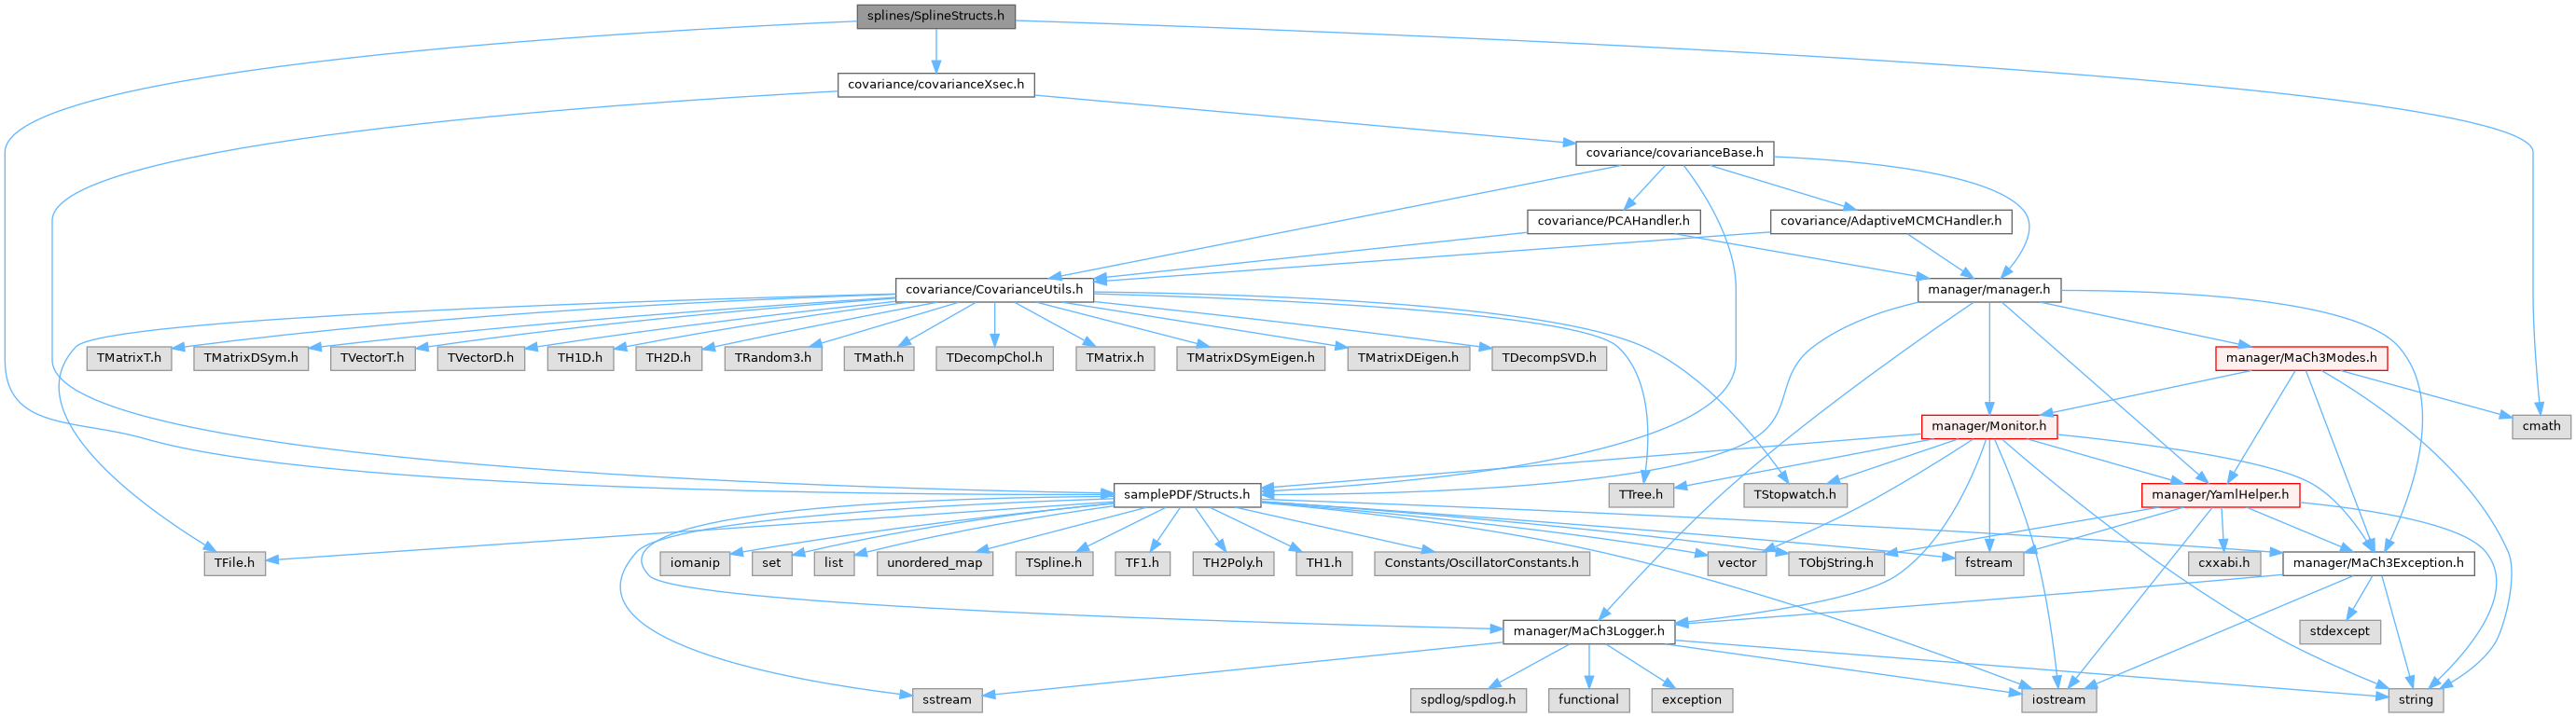 splines/SplineStructs.h
covariance/covarianceXsec.h
covariance/covarianceBase.h
covariance/PCAHandler.h
covariance/AdaptiveMCMCHandler.h
covariance/CovarianceUtils.h
manager/manager.h
TMatrixT.h
TMatrixDSym.h
TVectorT.h
TVectorD.h
TH1D.h
TH2D.h
TRandom3.h
TMath.h
TDecompChol.h
TMatrix.h
TMatrixDSymEigen.h
TMatrixDEigen.h
TDecompSVD.h
manager/MaCh3Modes.h
manager/Monitor.h
cmath
samplePDF/Structs.h
TTree.h
TStopwatch.h
manager/YamlHelper.h
TFile.h
iomanip
set
list
unordered_map
TSpline.h
TF1.h
TH2Poly.h
TH1.h
Constants/OscillatorConstants.h
vector
TObjString.h
fstream
cxxabi.h
manager/MaCh3Exception.h
manager/MaCh3Logger.h
stdexcept
sstream
spdlog/spdlog.h
functional
exception
iostream
string